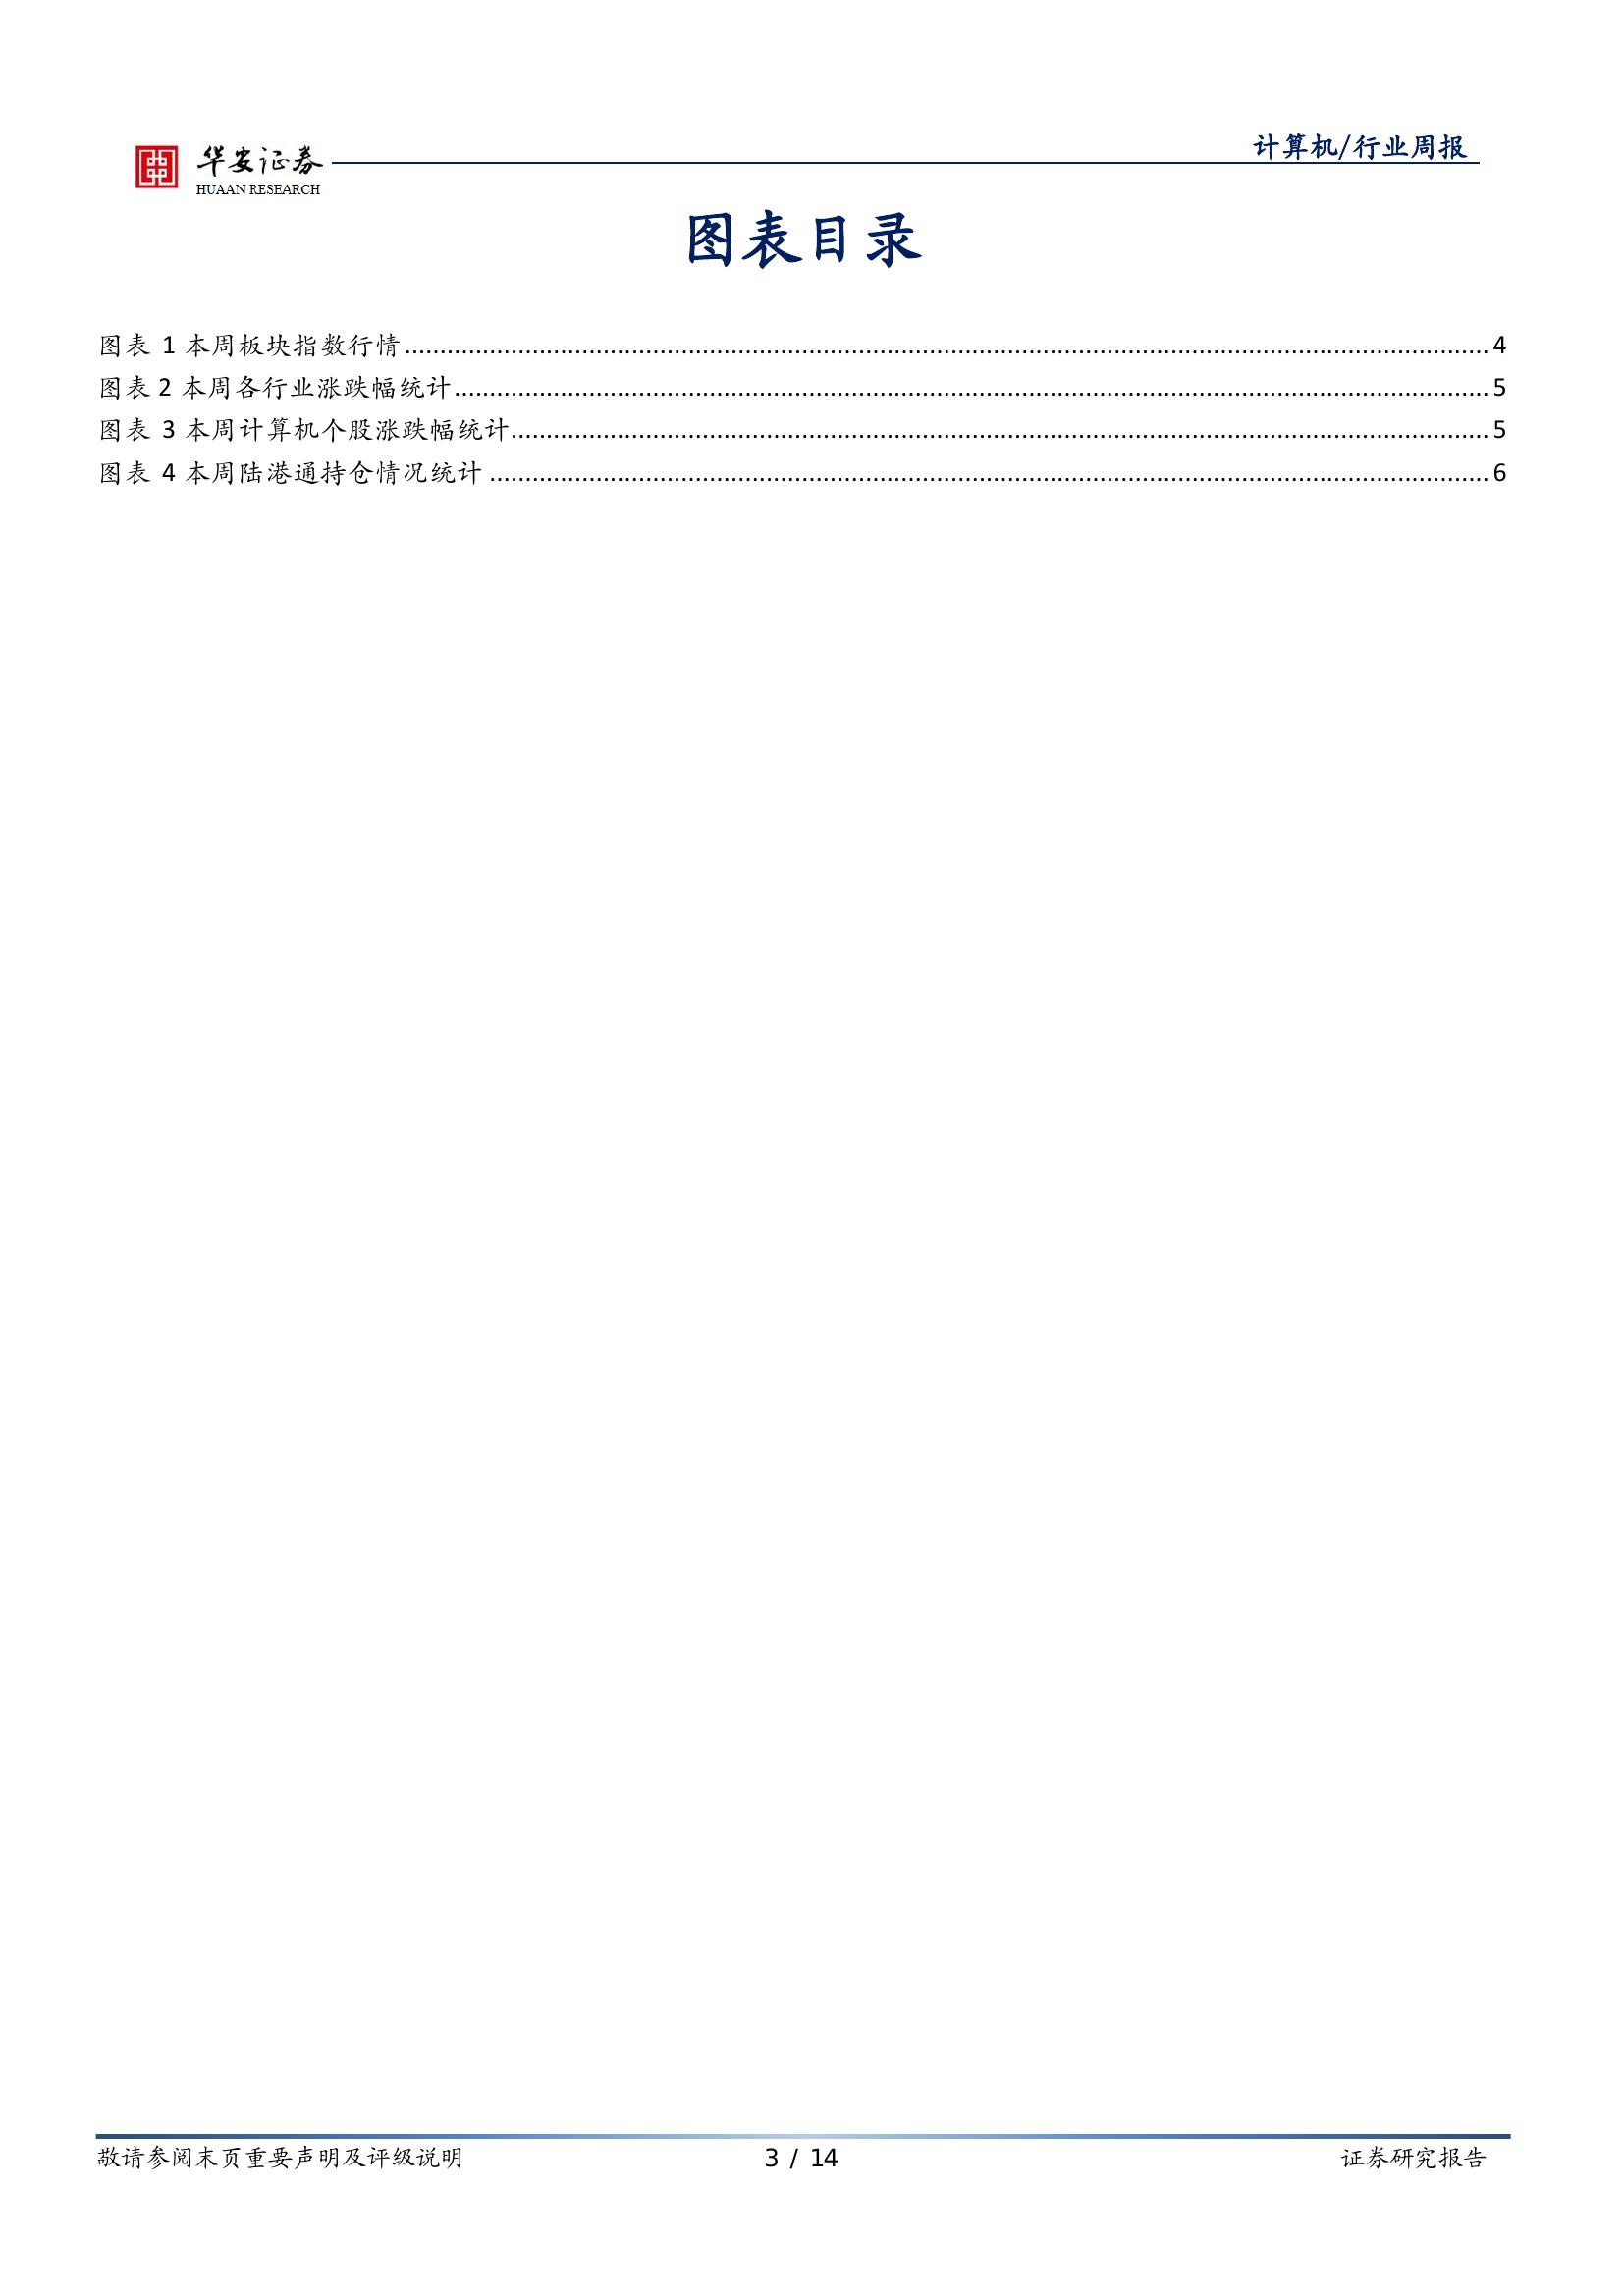 华安证券
HUAAN RESEARCH
计算机/行业周报
图表目录
图表 1 本周板块指数行情........................................................................................................................4
图表 2 本周各行业涨跌幅统计........................................................................................................................5
图表 3 本周计算机个股涨跌幅统计........................................................................................................................5
图表 4 本周陆港通持仓情况统计........................................................................................................................6
敬请参阅末页重要声明及评级说明 3 / 14 证券研究报告